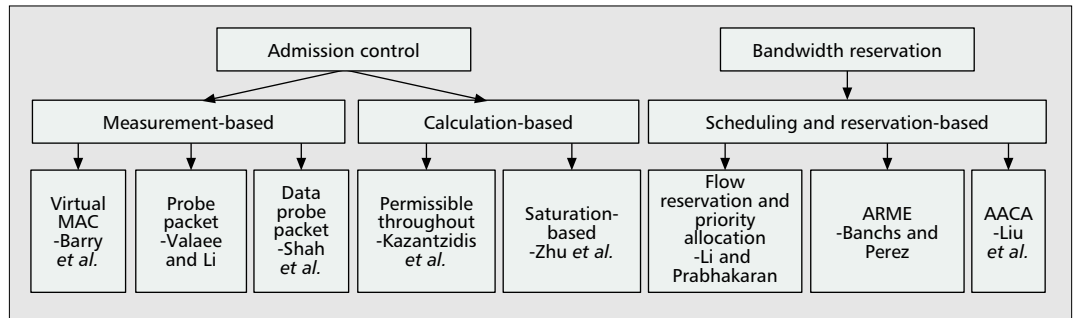 Admission control
Bandwidth reservation
Measurement-based
Calculation-based
Scheduling and reservation-based
Virtual
MAC
-Barry
et al.
Probe
packet
-Valaee
and Li
Data
probe
packet
-Shah
et al.
Permissible
throughout
-Kazantzidis
et al.
Saturation-
based
-Zhu et al.
Flow
reservation and
priority
allocation
-Li and
Prabhakaran
ARME
-Banchs and
Perez
AACA
-Liu
et al.